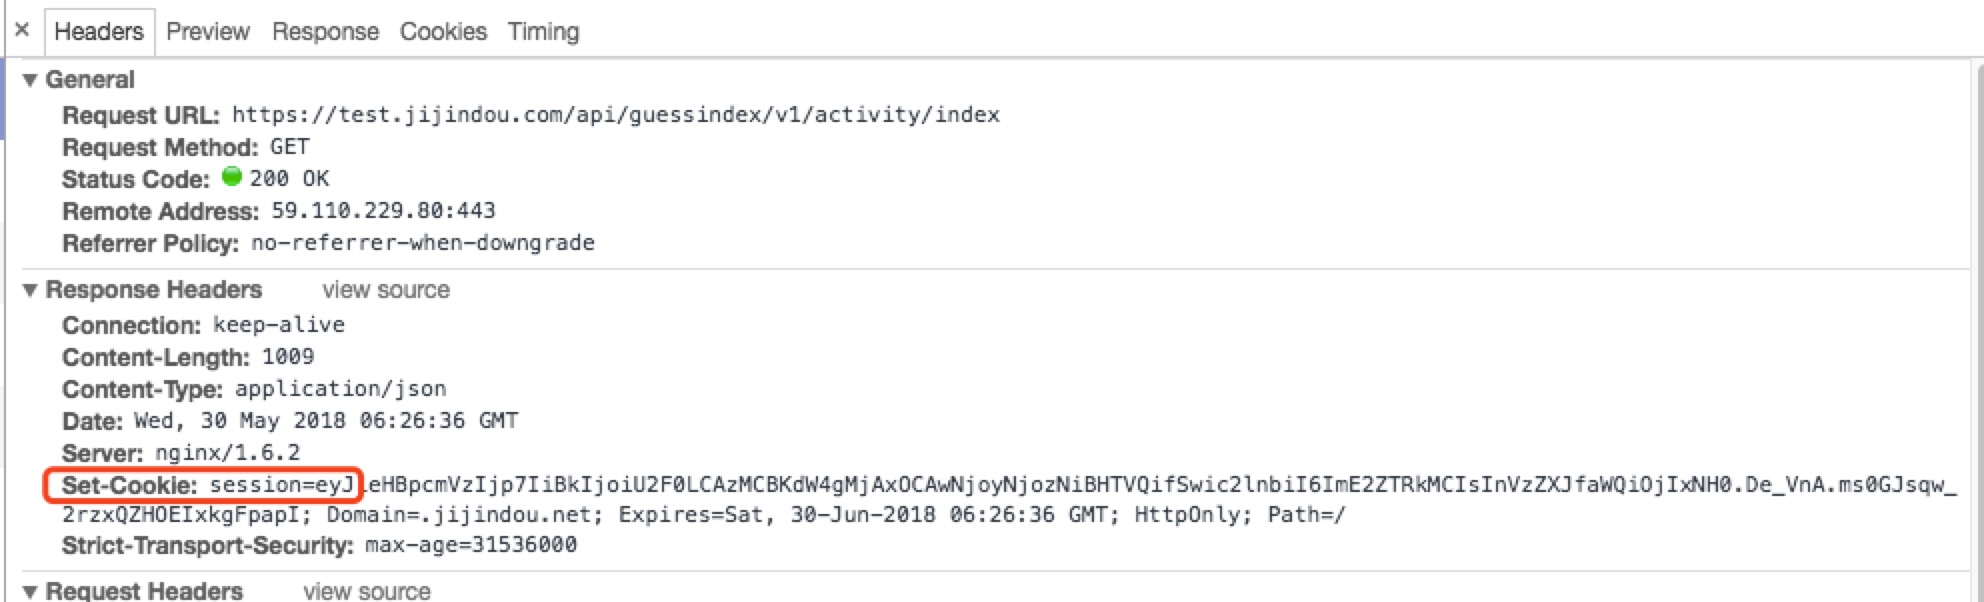 × Headers Preview Response Cookies Timing
▼ General
Request URL: https://test.jijindou.com/api/guessindex/v1/activity/index
Request Method: GET
Status Code: 200 OK
Remote Address: 59.110.229.80:443
Referrer Policy: no-referrer-when-downgrade
▼ Response Headers view source
Connection: keep-alive
Content-Length: 1009
Content-Type: application/json
Date: Wed, 30 May 2018 06:26:36 GMT
Server: nginx/1.6.2
Set-Cookie: session=eyJleHBpcmVzIjp7IiBkIjoiU2F0LCAzMCBKdW4gMjAxOCAwNjoyNjozNiBHTVQifSwic2lnbiI6ImE2ZTRkMCIsInVzZXJfaWQiOjIxNH0.De_VnA.ms0GJsqw_
2rzxQZHOEIxkgFpapI; Domain=.jijindou.net; Expires=Sat, 30-Jun-2018 06:26:36 GMT; HttpOnly; Path=/
Strict-Transport-Security: max-age=31536000
▼ Request Headers view source